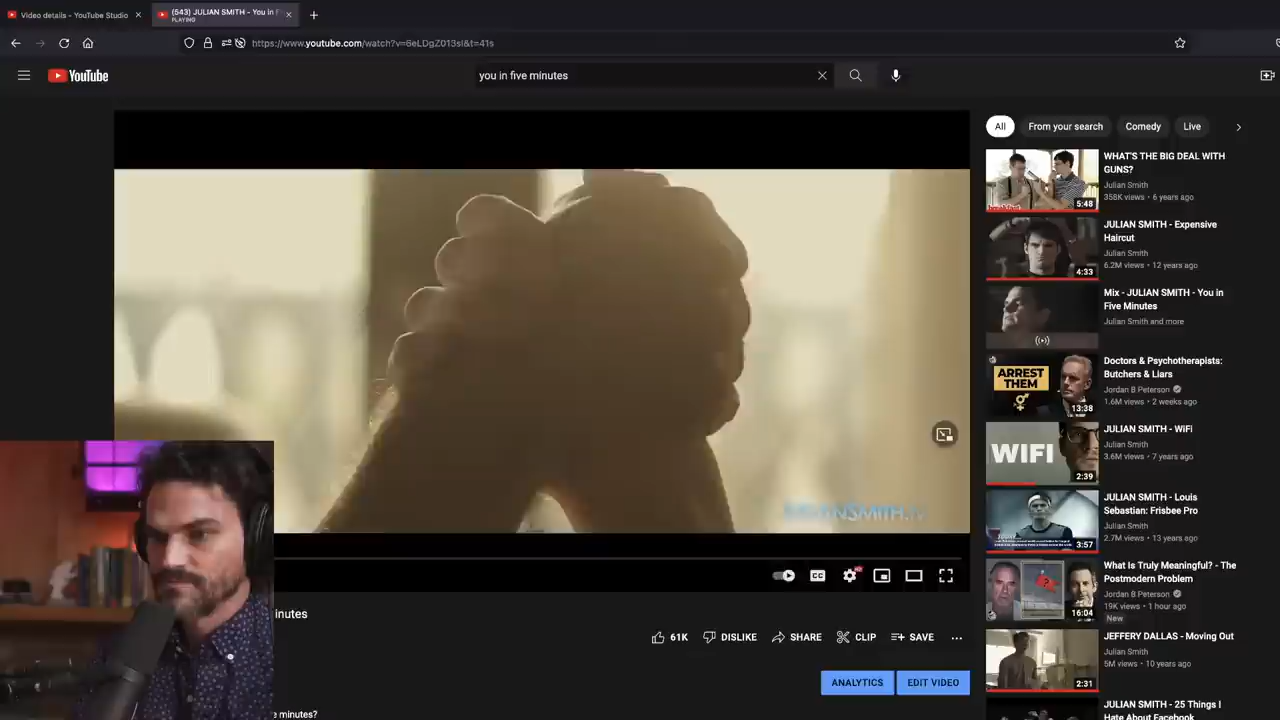 Video details - YouTube Studio
(643) JULIAN SMITH - You in F
PLAYING
https://www.youtube.com/watch?v=6eLDgZ013sI&t=41s
YouTube
you in five minutes
All
From your search
Comedy
Live
WHAT'S THE BIG DEAL WITH
GUNS?
Julian Smith
358K views • 6 years ago
5:48
JULIAN SMITH - Expensive
Haircut
Julian Smith
6.2M views • 12 years ago
4:33
Mix - JULIAN SMITH - You in
Five Minutes
Julian Smith and more
ARREST
THEM
13:38
Doctors & Psychotherapists:
Butchers & Liars
Jordan B Peterson
1.6M views • 2 weeks ago
WIFI
2:39
JULIAN SMITH - WiFi
Julian Smith
3.6M views • 7 years ago
3:57
JULIAN SMITH - Louis
Sebastian: Frisbee Pro
Julian Smith
2.7M views • 13 years ago
16:04
What Is Truly Meaningful? - The
Postmodern Problem
Jordan B Peterson
19K views • 1 hour ago
New
2:31
JEFFERY DALLAS - Moving Out
Julian Smith
5M views • 10 years ago
JULIAN SMITH - 25 Things I
Hate About Facebook
CC
HD
inutes
61K
DISLIKE
SHARE
CLIP
SAVE
ANALYTICS
EDIT VIDEO
e minutes?